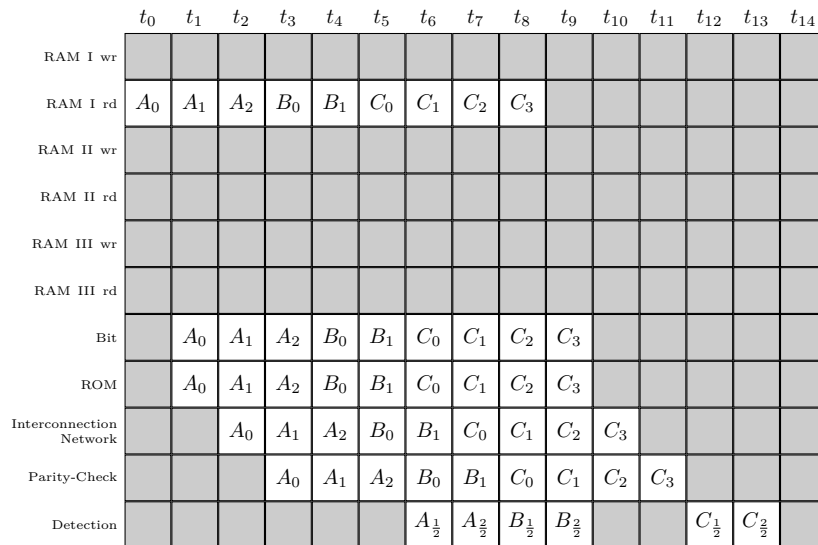 t0 t1 t2 t3 t4 t5 t6 t7 t8 t9 t10 t11 t12 t13 t14
RAM I wr
RAM I rd A0 A1 A2 B0 B1 C0 C1 C2 C3
RAM II wr
RAM II rd
RAM III wr
RAM III rd
Bit A0 A1 A2 B0 B1 C0 C1 C2 C3
ROM A0 A1 A2 B0 B1 C0 C1 C2 C3
Interconnection
Network A0 A1 A2 B0 B1 C0 C1 C2 C3
Parity-Check A0 A1 A2 B0 B1 C0 C1 C2 C3
Detection A1/2 A2/2 B1/2 B2/2 C1/2 C2/2